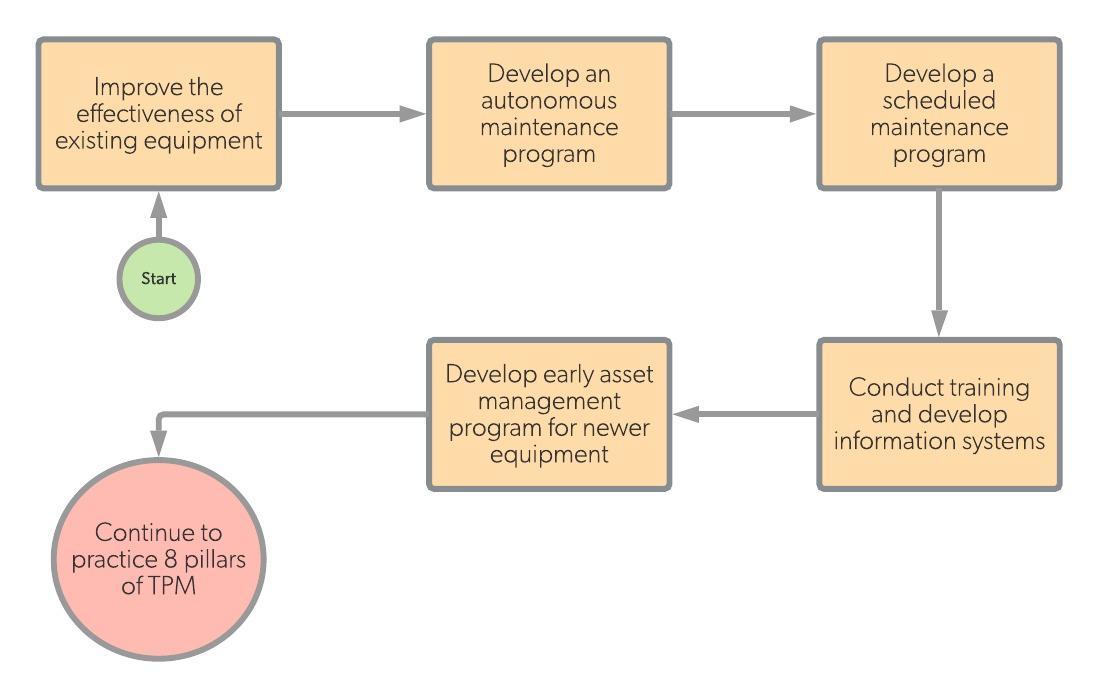 Improve the
effectiveness of
existing equipment
Develop an
autonomous
maintenance
program
Develop a
scheduled
maintenance
program
Start
Develop early asset
management
program for newer
equipment
Conduct training
and develop
information systems
Continue to
practice 8 pillars
of TPM